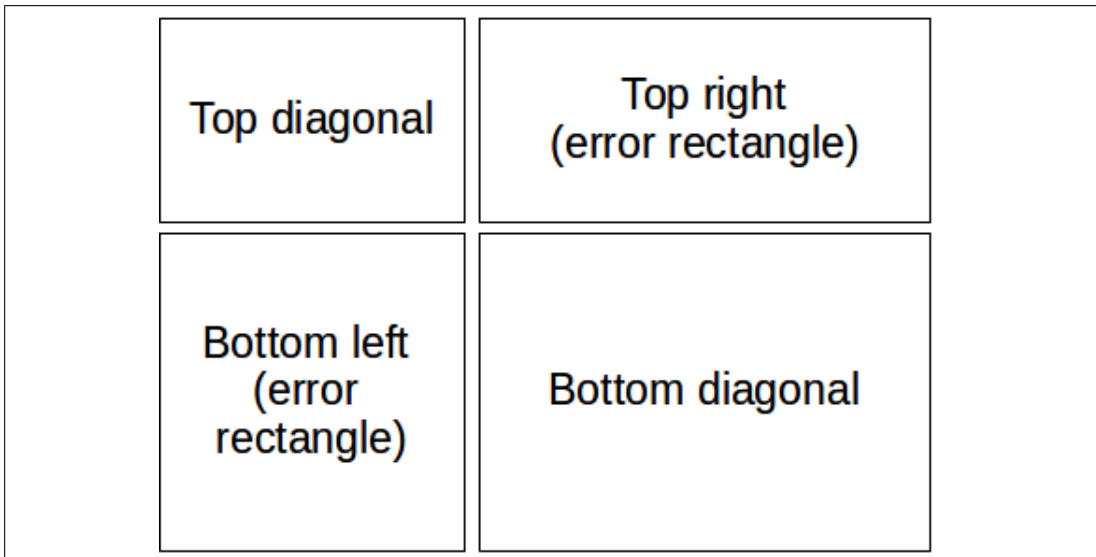 Top diagonal
Top right
(error rectangle)
Bottom left
(error
rectangle)
Bottom diagonal